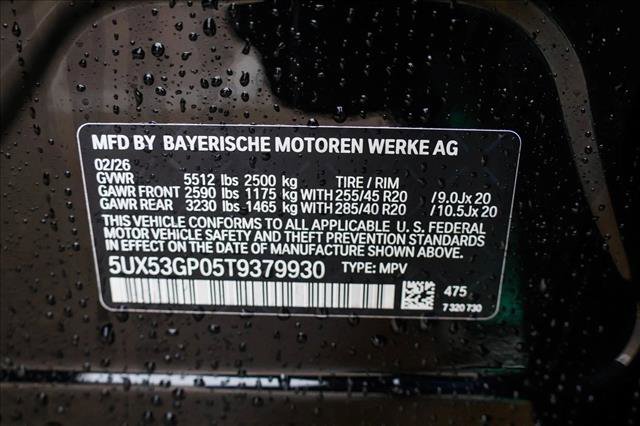 MFD BY BAYERISCHE MOTOREN WERKE AG
02/26
GVWR 5512 lbs 2500 kg TIRE / RIM
GAWR FRONT 2590 lbs 1175 kg WITH 255/45 R20 /9.0Jx 20
GAWR REAR 3230 lbs 1465 kg WITH 285/40 R20 /10.5Jx 20
THIS VEHICLE CONFORMS TO ALL APPLICABLE U. S. FEDERAL
MOTOR VEHICLE SAFETY, BUMPER, AND THEFT PREVENTION
STANDARDS IN EFFECT ON THE DATE OF MANUFACTURE SHOWN ABOVE.
5UX53GP05T9379930 TYPE: MPV
475
7 320 730